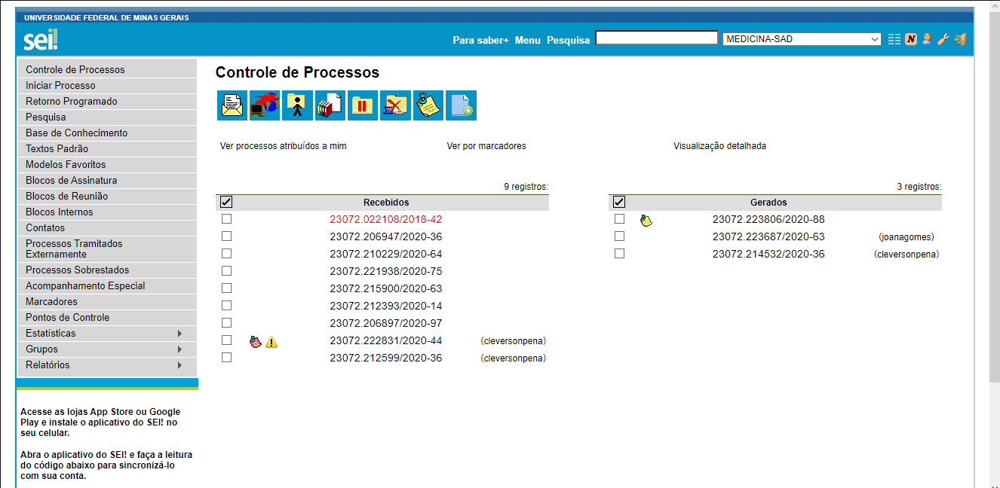 UNIVERSIDADE FEDERAL DE MINAS GERAIS
sei!
Para saber+ Menu Pesquisa
MEDICINA-SAD
N
Controle de Processos
Iniciar Processo
Retorno Programado
Pesquisa
Base de Conhecimento
Textos Padrão
Modelos Favoritos
Blocos de Assinatura
Blocos de Reunião
Blocos Internos
Contatos
Processos Tramitados
Externamente
Processos Sobrestados
Acompanhamento Especial
Marcadores
Pontos de Controle
Estatísticas
Grupos
Relatórios
Acesse as lojas App Store ou Google
Play e instale o aplicativo do SEI! no
seu celular.
Abra o aplicativo do SEI! e faça a leitura
do código abaixo para sincronizá-lo
com sua conta.
Controle de Processos
Ver processos atribuídos a mim
Ver por marcadores
Visualização detalhada
9 registros:
Recebidos
23072.022108/2018-42
23072.206947/2020-36
23072.210229/2020-64
23072.221938/2020-75
23072.215900/2020-63
23072.212393/2020-14
23072.206897/2020-97
23072.222831/2020-44 (cleversonpena)
23072.212599/2020-36 (cleversonpena)
3 registros:
Gerados
23072.223806/2020-88
23072.223687/2020-63 (joanagomes)
23072.214532/2020-36 (cleversonpena)